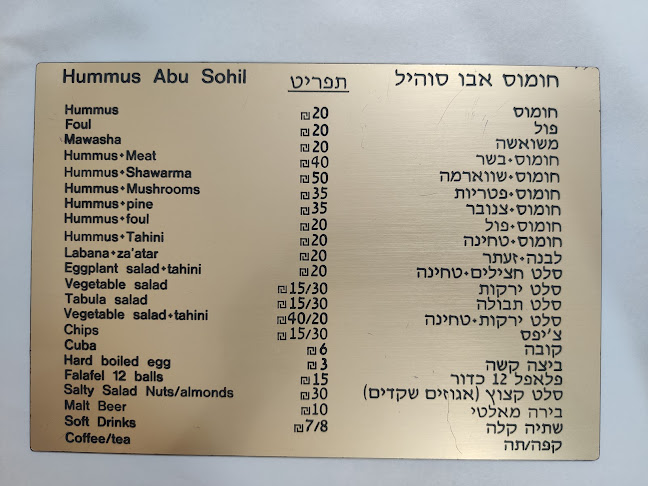 Hummus Abu Sohil תפריט חומוס אבו סוהיל
Hummus ₪20 חומוס
Foul ₪20 פול
Mawasha ₪20 משואשה
Hummus+Meat ₪40 חומוס+בשר
Hummus+Shawarma ₪50 חומוס+שווארמה
Hummus+Mushrooms ₪35 חומוס+פטריות
Hummus+pine ₪35 חומוס+צנובר
Hummus+foul ₪20 חומוס+פול
Hummus+Tahini ₪20 חומוס+טחינה
Labana+za'atar ₪20 לבנה+זעתר
Eggplant salad+tahini ₪20 סלט חצילים+טחינה
Vegetable salad ₪15/30 סלט ירקות
Tabula salad ₪15/30 סלט תבולה
Vegetable salad+tahini ₪40/20 סלט ירקות+טחינה
Chips ₪15/30 צ'יפס
Cuba ₪6 קובה
Hard boiled egg ₪3 ביצה קשה
Falafel 12 balls ₪15 פלאפל 12 כדור
Salty Salad Nuts/almonds ₪30 סלט קצוץ (אגוזים שקדים)
Malt Beer ₪10 בירה מאלטי
Soft Drinks ₪7/8 שתיה קלה
Coffee/tea קפה/תה